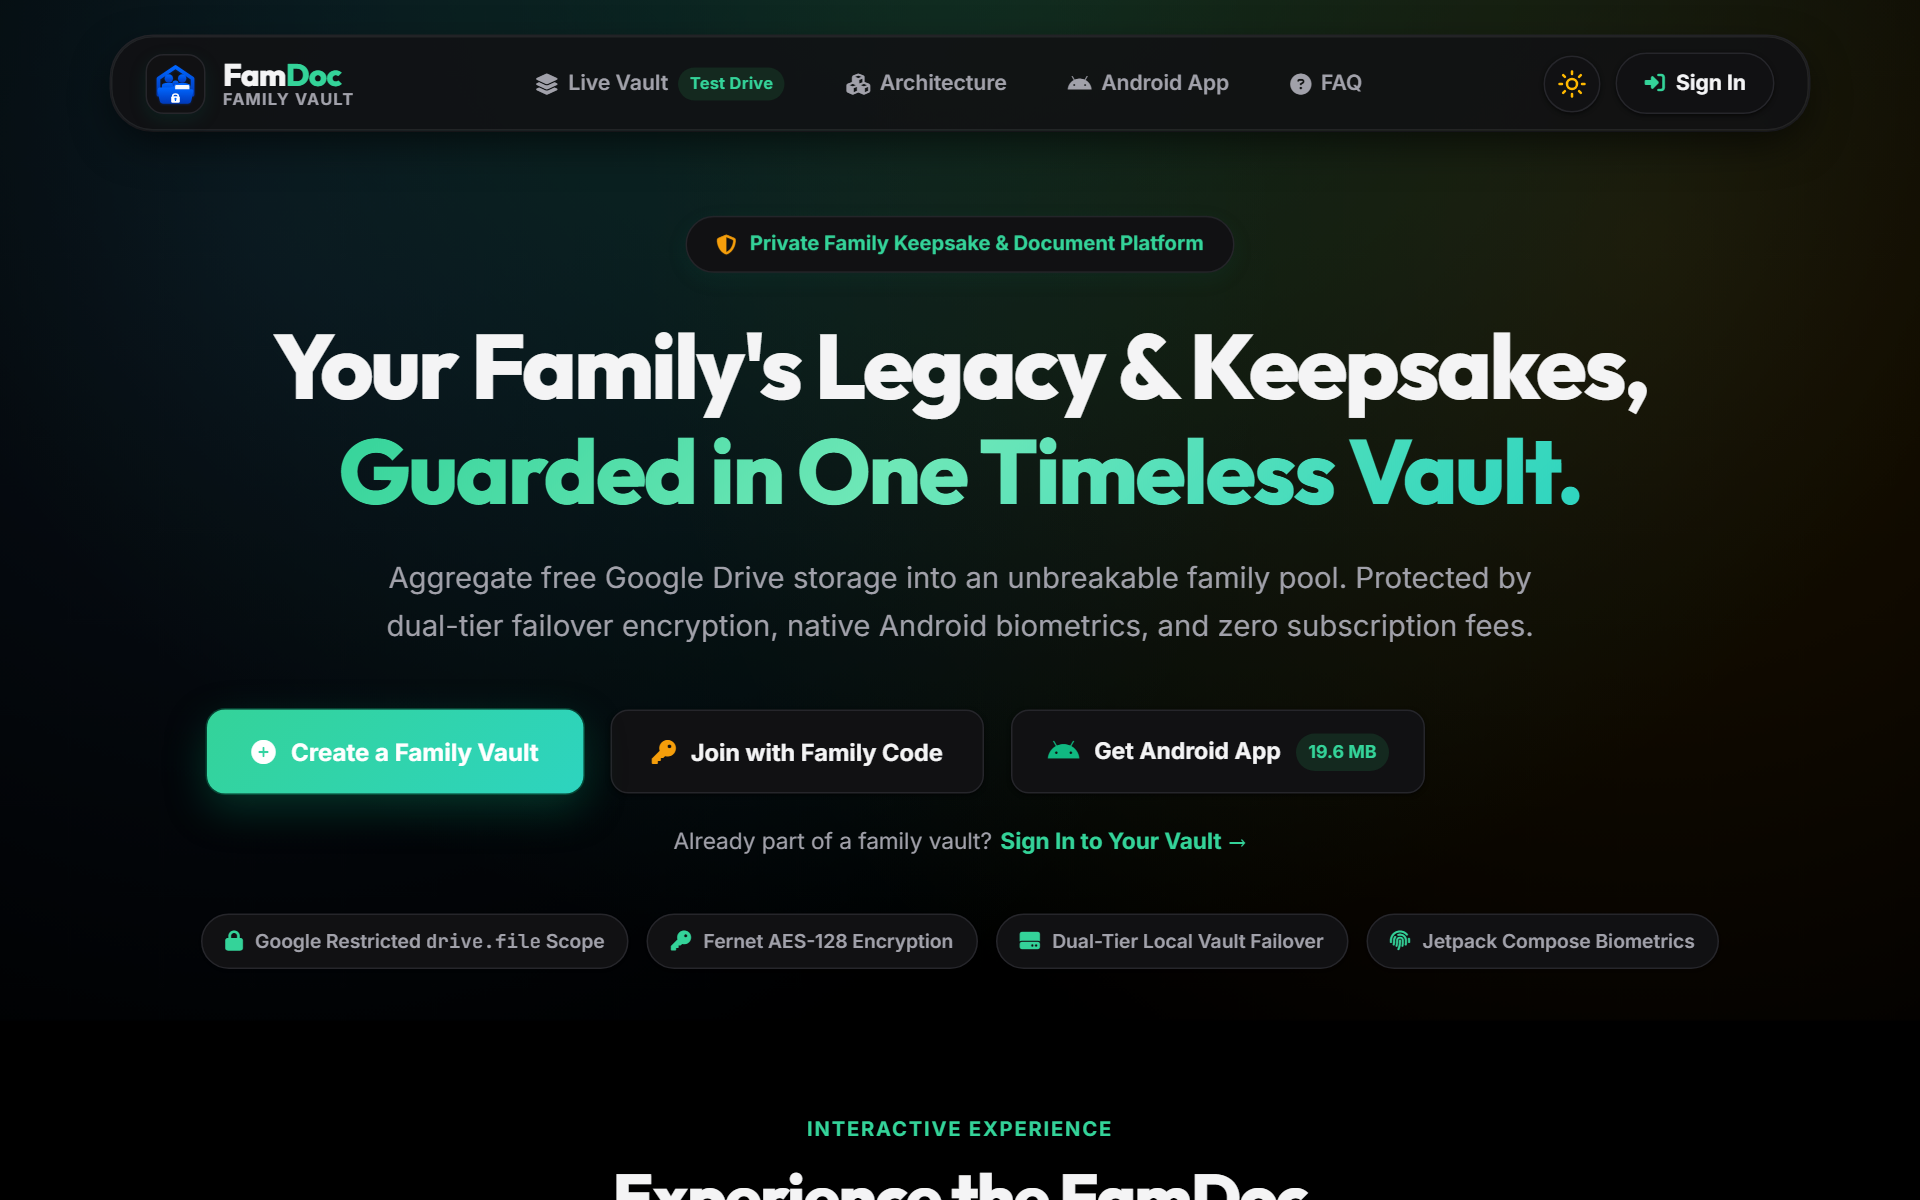 FamDoc
FAMILY VAULT
Live Vault Test Drive
Architecture
Android App
FAQ
Sign In
Private Family Keepsake & Document Platform
Your Family's Legacy & Keepsakes,
Guarded in One Timeless Vault.
Aggregate free Google Drive storage into an unbreakable family pool. Protected by
dual-tier failover encryption, native Android biometrics, and zero subscription fees.
Create a Family Vault
Join with Family Code
Get Android App 19.6 MB
Already part of a family vault? Sign In to Your Vault →
Google Restricted drive.file Scope
Fernet AES-128 Encryption
Dual-Tier Local Vault Failover
Jetpack Compose Biometrics
INTERACTIVE EXPERIENCE
Experience the FamDoc